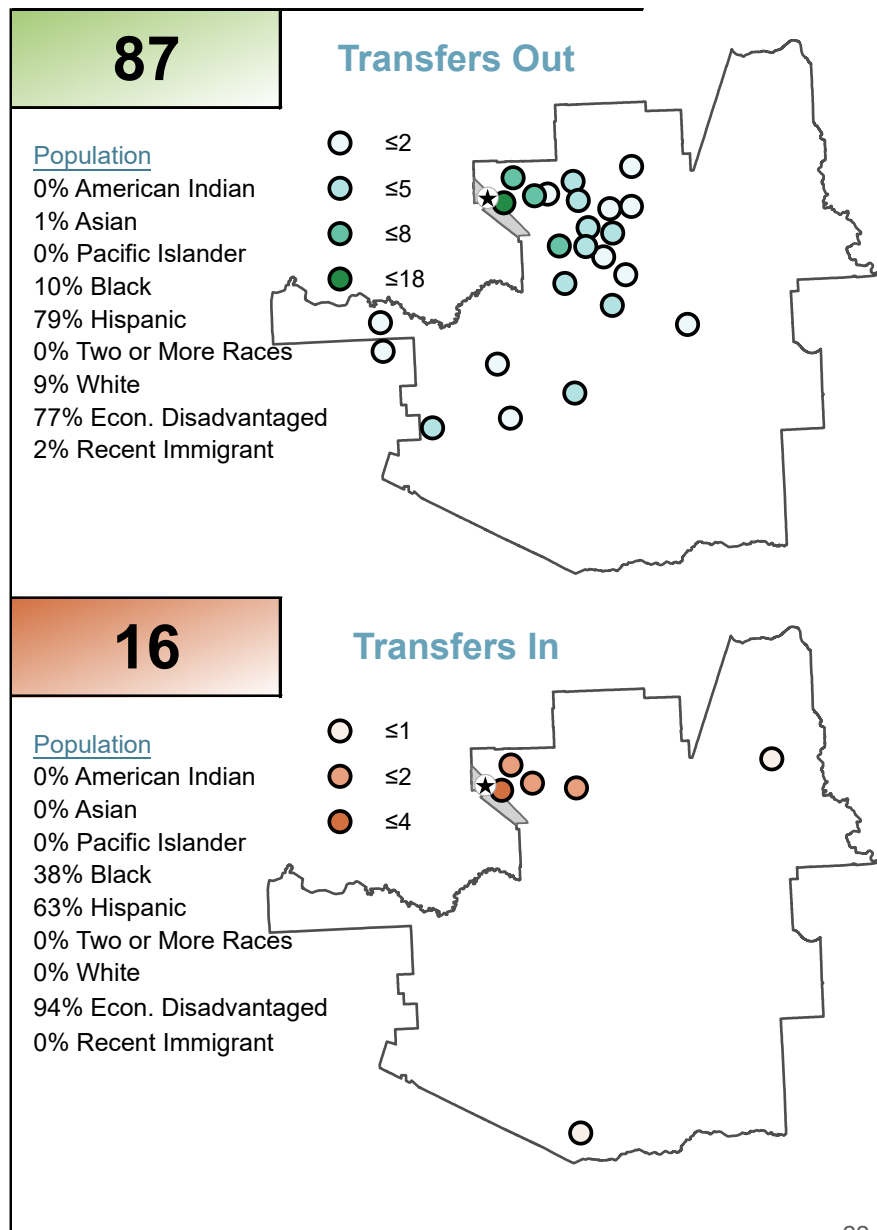 87
Transfers Out
Population
0% American Indian
1% Asian
0% Pacific Islander
10% Black
79% Hispanic
0% Two or More Races
9% White
77% Econ. Disadvantaged
2% Recent Immigrant
≤2
≤5
≤8
≤18
16
Transfers In
Population
0% American Indian
0% Asian
0% Pacific Islander
38% Black
63% Hispanic
0% Two or More Races
0% White
94% Econ. Disadvantaged
0% Recent Immigrant
≤1
≤2
≤4